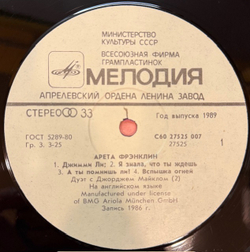 МИНИСТЕРСТВО
КУЛЬТУРЫ СССР
ВСЕСОЮЗНАЯ ФИРМА
ГРАМПЛАСТИНОК
МЕЛОДИЯ
АПРЕЛЕВСКИЙ ОРДЕНА ЛЕНИНА ЗАВОД
СТЕРЕО 33
Год выпуска 1989
ГОСТ 5289-80
С60 27525 007
Гр. 3. 3-25
27525
1
АРЕТА ФРЭНКЛИН
1. Джимми Ли; 2. Я знала, что ты ждешь
3. А ты помнишь ли? 4. Вспышка огней
Дуэт с Джорджем Майклом (2)
На английском языке
Manufactured under license
of BMG Ariola München GmbH
Запись 1986 г.